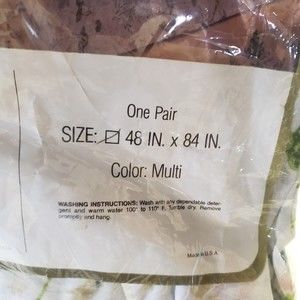 One Pair
SIZE: ☑ 48 IN. x 84 IN.
Color: Multi
WASHING INSTRUCTIONS: Wash with any dependable deter-
gent and warm water 100° to 110° F. Tumble dry. Remove
promptly and hang.
Made in U.S.A.